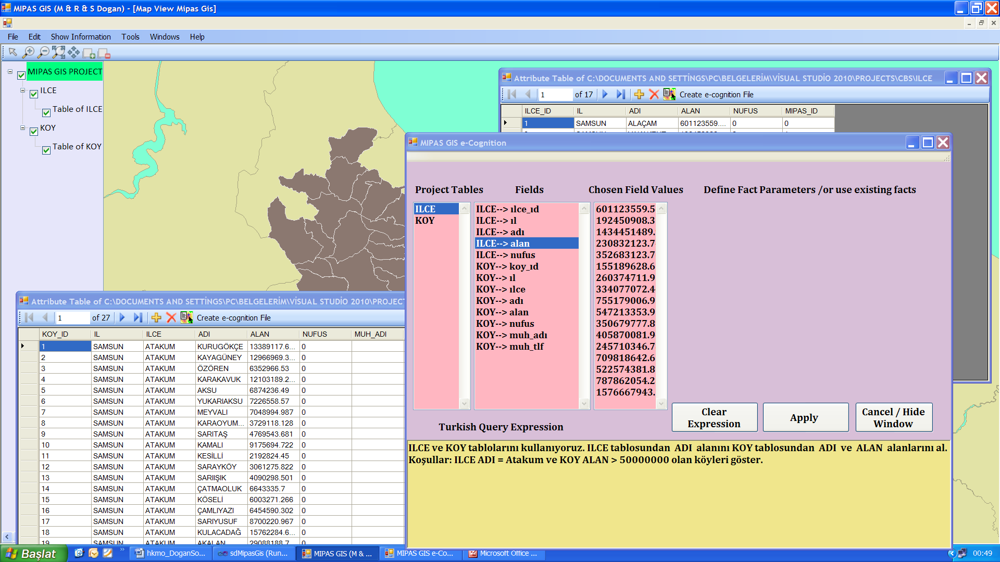 MIPAS GIS (M & R & S Dogan) - [Map View Mipas Gis]
File Edit Show Information Tools Windows Help
MIPAS GIS PROJECT
ILCE
Table of ILCE
KOY
Table of KOY
Attribute Table of C:\DOCUMENTS AND SETTİNGS\PC\BELGELERİM\VİSUAL STUDİO 2010\PROJECTS\CBS\ILCE
1 of 17 Create e-cognition File
ILCE_ID IL ADI ALAN NUFUS MIPAS_ID
1 SAMSUN ALAÇAM 601123559.... 0 0
MIPAS GIS e-Cognition
Project Tables Fields Chosen Field Values Define Fact Parameters /or use existing facts
ILCE
KOY
ILCE--> ılce_ıd
ILCE--> ıl
ILCE--> adı
ILCE--> alan
ILCE--> nufus
KOY--> koy_ıd
KOY--> ıl
KOY--> ılce
KOY--> adı
KOY--> alan
KOY--> nufus
KOY--> muh_adı
KOY--> muh_tlf
601123559.5
192450908.3
1434451489.
230832123.7
352683123.7
155189628.6
260374711.9
334077072.4
755179006.9
547213353.9
350679777.8
405870081.9
245710346.7
709818642.6
522574381.8
787862054.2
1576667943.
Clear Expression
Apply
Cancel / Hide Window
Turkish Query Expression
ILCE ve KOY tablolarını kullanıyoruz. ILCE tablosundan ADI alanını KOY tablosundan ADI ve ALAN alanlarını al.
Koşullar: ILCE ADI = Atakum ve KOY ALAN > 50000000 olan köyleri göster.
Attribute Table of C:\DOCUMENTS AND SETTİNGS\PC\BELGELERİM\VİSUAL STUDİO 2010\PROJECT
1 of 27 Create e-cognition File
KOY_ID IL ILCE ADI ALAN NUFUS MUH_ADI
1 SAMSUN ATAKUM KURUGÖKÇE 13389117.6... 0
2 SAMSUN ATAKUM KAYAGÜNEY 12966969.3... 0
3 SAMSUN ATAKUM ÖZÖREN 6352966.53 0
4 SAMSUN ATAKUM KARAKAVUK 12103189.2... 0
5 SAMSUN ATAKUM AKSU 6874236.49 0
6 SAMSUN ATAKUM YUKARIAKSU 7226558.57 0
7 SAMSUN ATAKUM MEYVALI 7048994.987 0
8 SAMSUN ATAKUM KARAOYUM... 3729118.128 0
9 SAMSUN ATAKUM SARITAŞ 4769543.681 0
10 SAMSUN ATAKUM KAMALI 9175694.722 0
11 SAMSUN ATAKUM KESİLLİ 2192824.45 0
12 SAMSUN ATAKUM SARAYKÖY 3061275.822 0
13 SAMSUN ATAKUM SARIIŞIK 4090298.501 0
14 SAMSUN ATAKUM ÇATMAOLUK 6643335.7 0
15 SAMSUN ATAKUM KÖSELİ 6003271.266 0
16 SAMSUN ATAKUM ÇAMLIYAZI 6454590.302 0
17 SAMSUN ATAKUM SARIYUSUF 8700220.967 0
18 SAMSUN ATAKUM KULACADAĞ 15762284.6... 0
19 SAMSUN ATAKUM AKALAN 29088188.7... 0
Başlat hkmo_DoganSo... sdMipasGis (Run... MIPAS GIS (M & ... MIPAS GIS e-Co... Microsoft Office ... 00:49